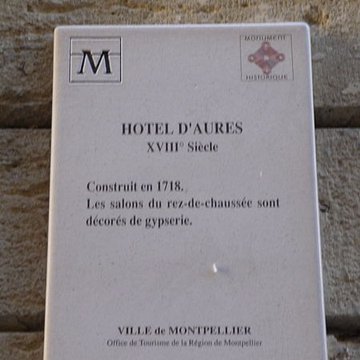 M
MONUMENT
HISTORIQUE
HOTEL D'AURES
XVIII° Siècle
Construit en 1718.
Les salons du rez-de-chaussée sont
décorés de gypserie.
VILLE de MONTPELLIER
Office de Tourisme de la Région de Montpellier